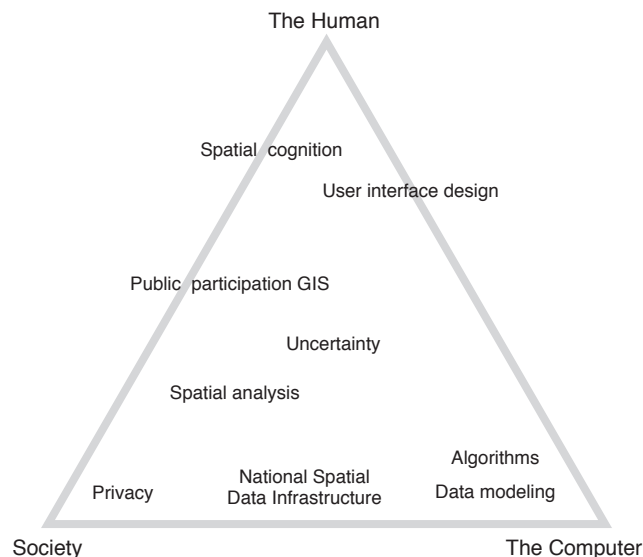 The Human
Spatial cognition
User interface design
Public participation GIS
Uncertainty
Spatial analysis
Algorithms
National Spatial
Data Infrastructure
Privacy
Data modeling
Society
The Computer